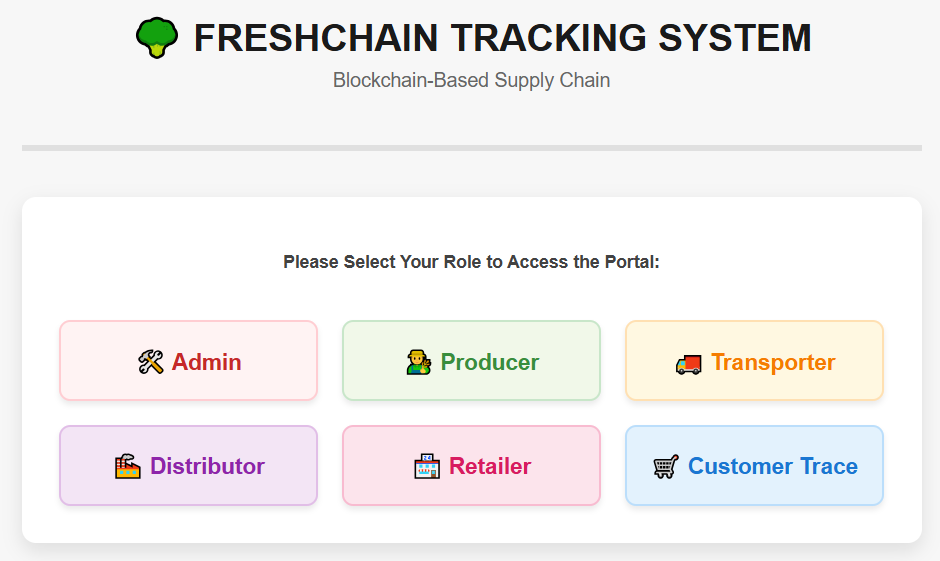 FRESHCHAIN TRACKING SYSTEM
Blockchain-Based Supply Chain
Please Select Your Role to Access the Portal:
Admin
Producer
Transporter
Distributor
Retailer
Customer Trace